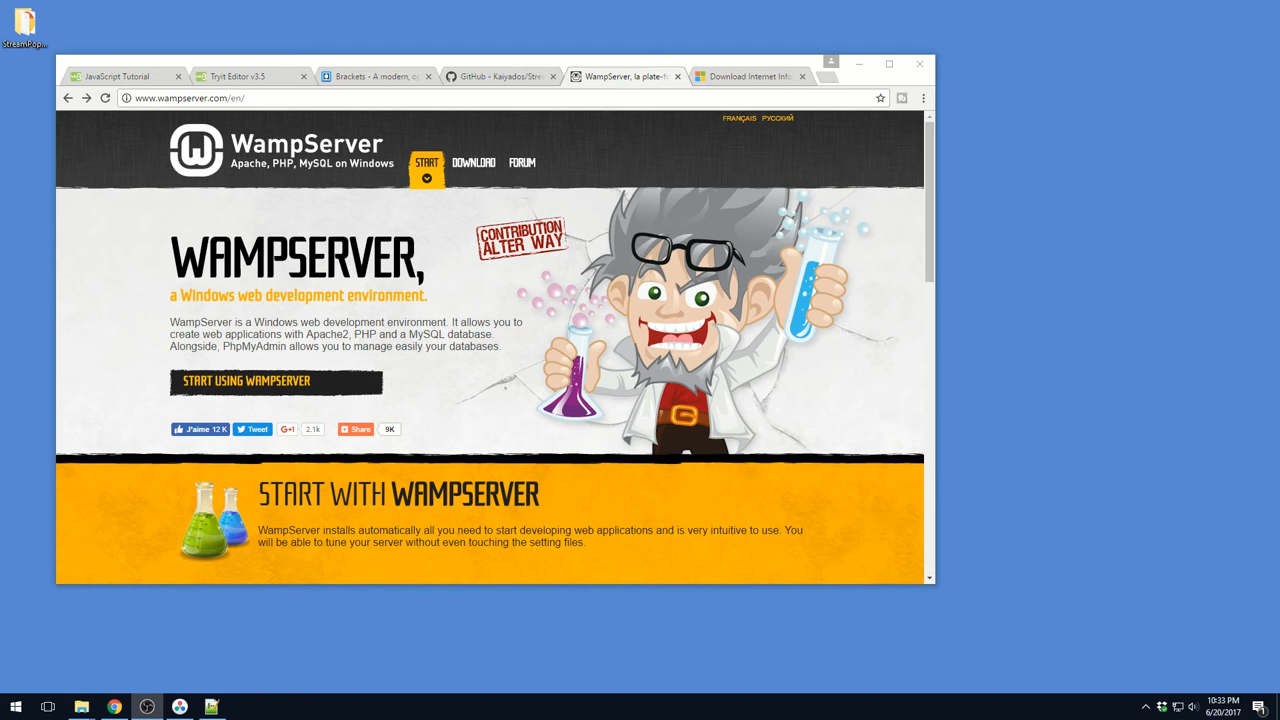 StreamPop...
JavaScript Tutorial
Tryit Editor v3.5
Brackets - A modern, op
GitHub - Kaiyados/Strea
WampServer, la plate-fo
Download Internet Info
www.wampserver.com/en/
FRANÇAIS РУССКИЙ
WampServer
Apache, PHP, MySQL on Windows
START
DOWNLOAD
FORUM
CONTRIBUTION
ALTER WAY
WAMPSERVER,
a Windows web development environment.
WampServer is a Windows web development environment. It allows you to
create web applications with Apache2, PHP and a MySQL database.
Alongside, PhpMyAdmin allows you to manage easily your databases.
START USING WAMPSERVER
J'aime 12 K
Tweet
G+1
2.1k
Share
9K
START WITH WAMPSERVER
WampServer installs automatically all you need to start developing web applications and is very intuitive to use. You
will be able to tune your server without even touching the setting files.
10:33 PM
6/20/2017
1